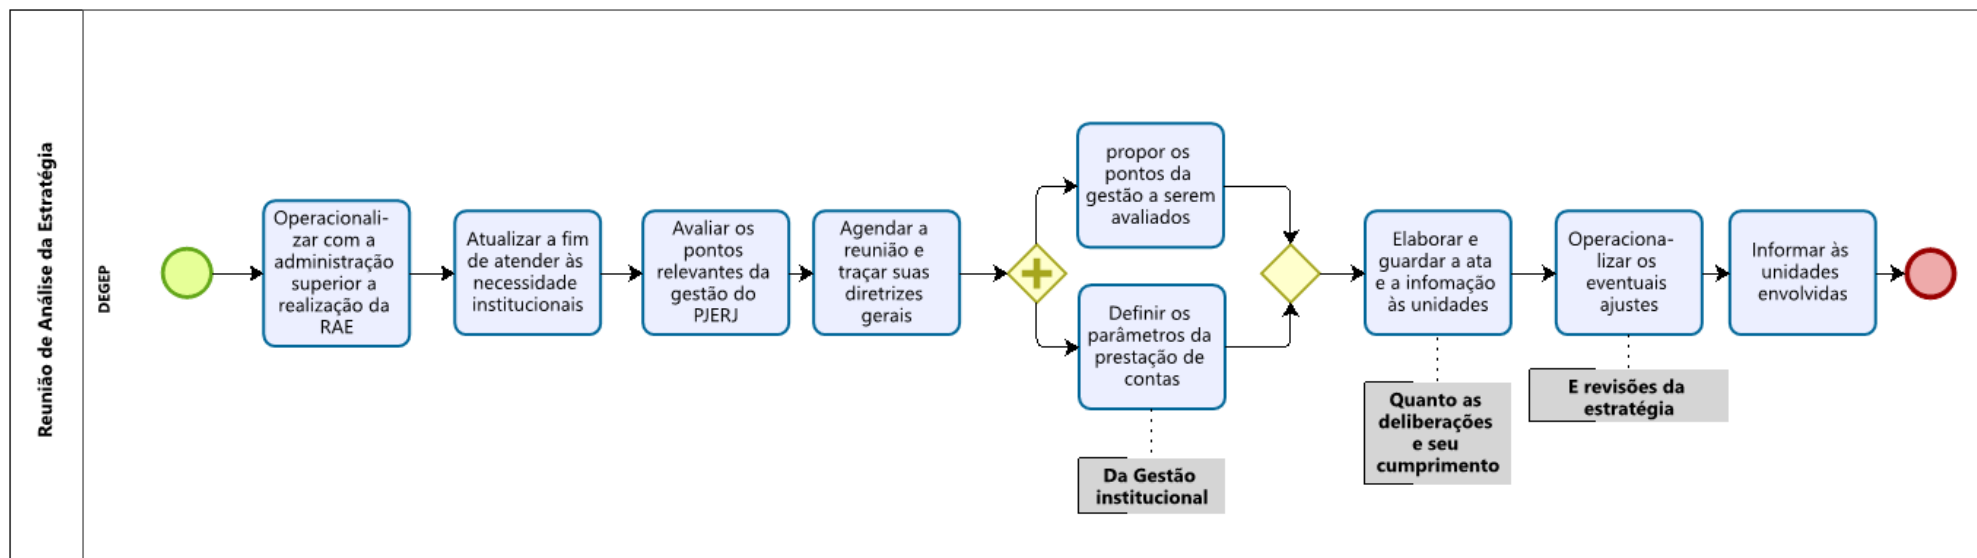 Reunião de Análise da Estratégia
DEGEP
Operacionali-
zar com a
administração
superior a
realização da
RAE
Atualizar a fim
de atender às
necessidade
institucionais
Avaliar os
pontos
relevantes da
gestão do
PJERJ
Agendar a
reunião e
traçar suas
diretrizes
gerais
propor os
pontos da
gestão a serem
avaliados
Definir os
parâmetros da
prestação de
contas
Da Gestão
institucional
Elaborar e
guardar a ata
e a infomação
às unidades
Quanto as
deliberações
e seu
cumprimento
Operaciona-
lizar os
eventuais
ajustes
E revisões da
estratégia
Informar às
unidades
envolvidas